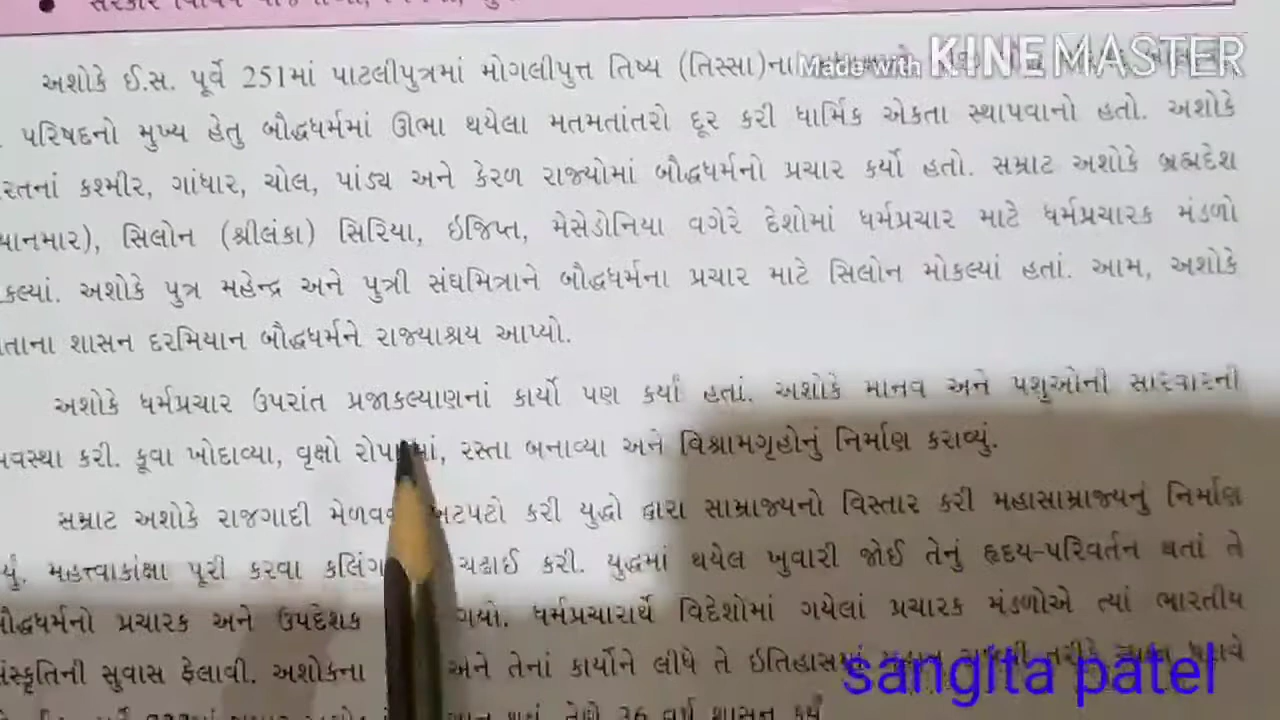 સરકાર
Made with KINEMASTER
અશોકે ઈ.સ. પૂર્વે 251માં પાટલીપુત્રમાં મોગલીપુત્ત તિષ્ય (તિસ્સા)ના
પરિષદનો મુખ્ય હેતુ બૌદ્ધધર્મમાં ઊભા થયેલા મતમતાંતરો દૂર કરી ધાર્મિક એકતા સ્થાપવાનો હતો. અશોકે
રતનાં કશ્મીર, ગાંધાર, ચોલ, પાંડ્ય અને કેરળ રાજ્યોમાં બૌદ્ધધર્મનો પ્રચાર કર્યો હતો. સમ્રાટ અશોકે બ્રહ્મદેશ
યાનમાર), સિલોન (શ્રીલંકા) સિરિયા, ઇજિપ્ત, મેસેડોનિયા વગેરે દેશોમાં ધર્મપ્રચાર માટે ધર્મપ્રચારક મંડળો
કલ્યાં. અશોકે પુત્ર મહેન્દ્ર અને પુત્રી સંઘમિત્રાને બૌદ્ધધર્મના પ્રચાર માટે સિલોન મોકલ્યાં હતાં. આમ, અશોકે
તાના શાસન દરમિયાન બૌદ્ધધર્મને રાજ્યાશ્રય આપ્યો.
અશોકે ધર્મપ્રચાર ઉપરાંત પ્રજાકલ્યાણનાં કાર્યો પણ કર્યાં હતાં. અશોકે માનવ અને પશુઓની સારવારની
યવસ્થા કરી. કૂવા ખોદાવ્યા, વૃક્ષો રસ્તા બનાવ્યા અને વિશ્રામગૃહોનું નિર્માણ કરાવ્યું.
સમ્રાટ અશોકે રાજગાદી ખટપટો કરી યુદ્ધો દ્વારા સામ્રાજ્યનો વિસ્તાર કરી મહાસામ્રાજ્યનું નિર્માણ
ર્યું. મહત્ત્વાકાંક્ષા પૂરી કરવા કલિંગ ચઢાઈ કરી. યુદ્ધમાં થયેલ ખુવારી જોઈ તેનું હૃદય-પરિવર્તન થતાં તે
ૌદ્ધધર્મનો પ્રચારક અને ઉપદેશક ગયો. ધર્મપ્રચારાર્થે વિદેશોમાં ગયેલાં પ્રચારક મંડળોએ ત્યાં ભારતીય
સંસ્કૃતિની સુવાસ ફેલાવી. અશોકના અને તેનાં કાર્યોને લીધે તે ઇતિહાસમાં
sangita patel
તેણે 36 વર્ષ શાસન કર્યું